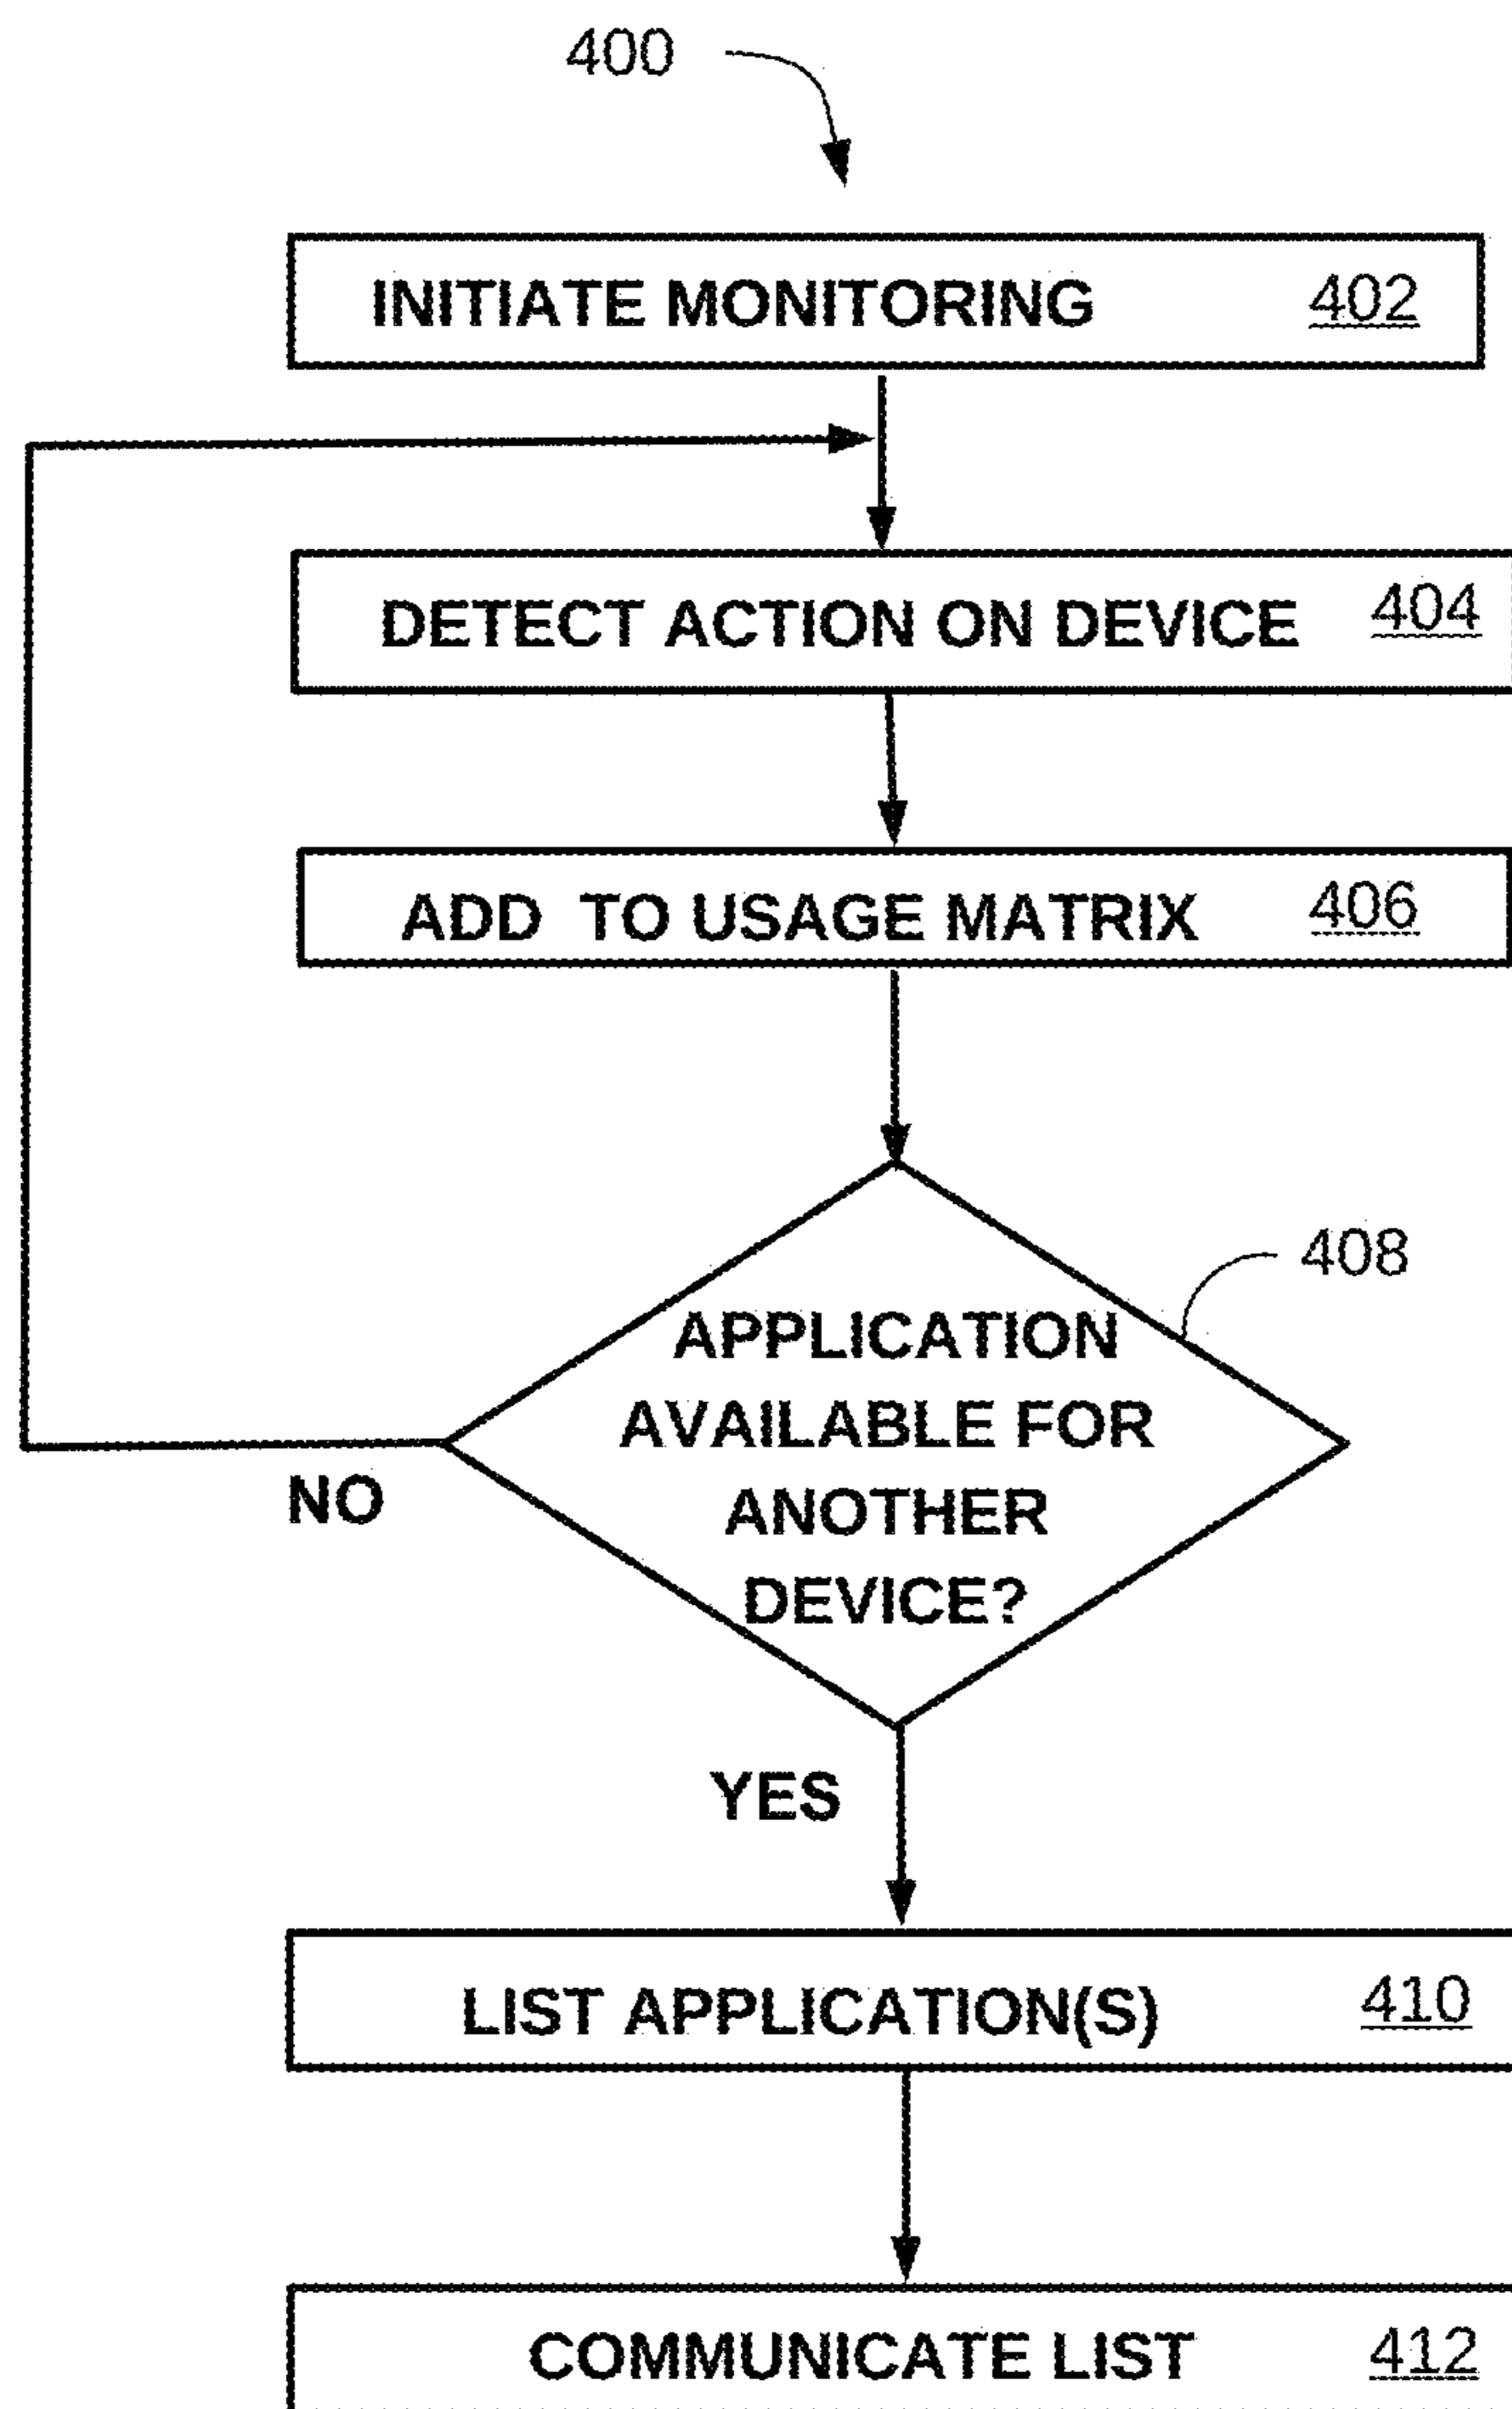 400
INITIATE MONITORING 402
DETECT ACTION ON DEVICE 404
ADD TO USAGE MATRIX 406
408
APPLICATION
AVAILABLE FOR
ANOTHER
DEVICE?
NO
YES
LIST APPLICATION(S) 410
COMMUNICATE LIST 412